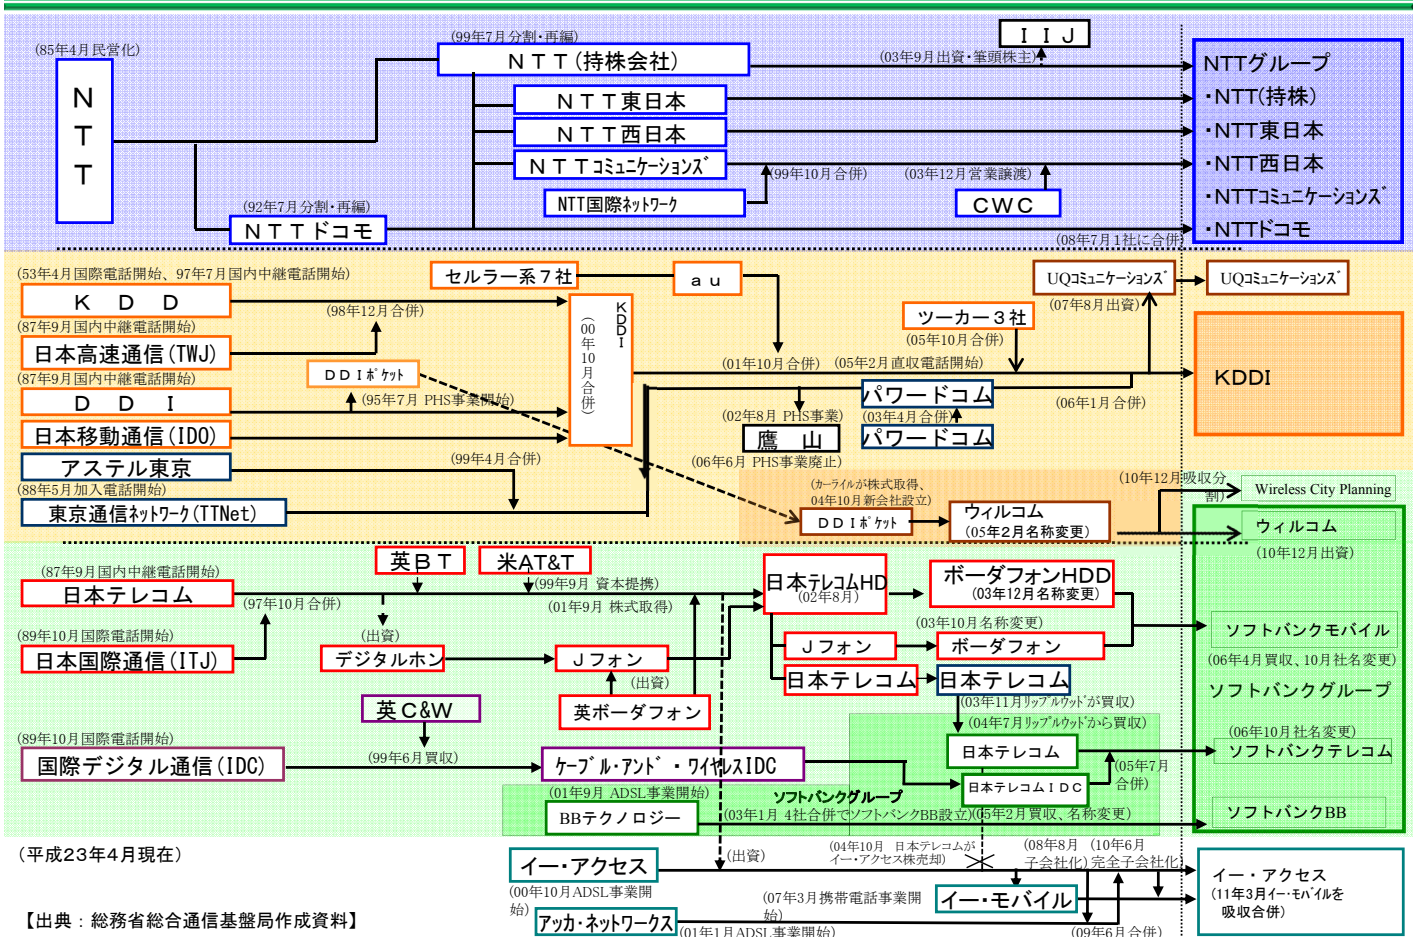 (85年4月民営化)
NTT
(99年7月分割・再編)
NTT(持株会社)
(03年9月出資・筆頭株主)
IIJ
NTT東日本
NTT西日本
NTTコミュニケーションズ
(99年10月合併)
(03年12月営業譲渡)
NTT国際ネットワーク
CWC
(92年7月分割・再編)
NTTドコモ
(08年7月1社に合併)
NTTグループ
・NTT(持株)
・NTT東日本
・NTT西日本
・NTTコミュニケーションズ
・NTTドコモ
(53年4月国際電話開始、97年7月国内中継電話開始)
KDD
(98年12月合併)
(87年9月国内中継電話開始)
日本高速通信(TWJ)
(87年9月国内中継電話開始)
DDI
DDIポケット
(95年7月 PHS事業開始)
日本移動通信(IDO)
アステル東京
(99年4月合併)
(88年5月加入電話開始)
東京通信ネットワーク(TTNet)
セルラー系7社
au
KDDI
(00年10月合併)
(01年10月合併)
(05年2月直収電話開始)
ツーカー3社
(05年10月合併)
UQコミュニケーションズ
(07年8月出資)
UQコミュニケーションズ
KDDI
パワードコム
(03年4月合併)
パワードコム
(06年1月合併)
(02年8月 PHS事業)
鷹山
(06年6月 PHS事業廃止)
(カーライルが株式取得、
04年10月新会社設立)
DDIポケット
ウィルコム
(05年2月名称変更)
(10年12月吸収分
割)
Wireless City Planning
ウィルコム
(10年12月出資)
(87年9月国内中継電話開始)
日本テレコム
(97年10月合併)
英BT
米AT&T
(99年9月 資本提携)
(01年9月 株式取得)
(89年10月国際電話開始)
日本国際通信(ITJ)
(出資)
デジタルホン
Jフォン
(出資)
英ボーダフォン
日本テレコムHD
(02年8月)
ボーダフォンHDD
(03年12月名称変更)
(03年10月名称変更)
Jフォン
ボーダフォン
日本テレコム
日本テレコム
(03年11月リップルウッドが買収)
(04年7月リップルウッドから買収)
ソフトバンクモバイル
(06年4月買収、10月社名変更)
ソフトバンクグループ
英C&W
(89年10月国際電話開始)
国際デジタル通信(IDC)
(99年6月買収)
ケーブル・アンド・ワイヤレスIDC
日本テレコム
日本テレコムIDC
(05年7月
合併)
(06年10月社名変更)
ソフトバンクテレコム
(01年9月 ADSL事業開始)
ソフトバンクグループ
BBテクノロジー
(03年1月 4社合併でソフトバンクBB設立)
(05年2月買収、名称変更)
ソフトバンクBB
(平成23年4月現在)
イー・アクセス
(出資)
(04年10月 日本テレコムが
イー・アクセス株売却)
(08年8月
子会社化)
(10年6月
完全子会社化)
(00年10月ADSL事業開
始)
(07年3月携帯電話事業開
始)
イー・モバイル
イー・アクセス
(11年3月イー・モバイルを
吸収合併)
アッカ・ネットワークス
(01年1月ADSL事業開始)
(09年6月合併)
【出典:総務省総合通信基盤局作成資料】